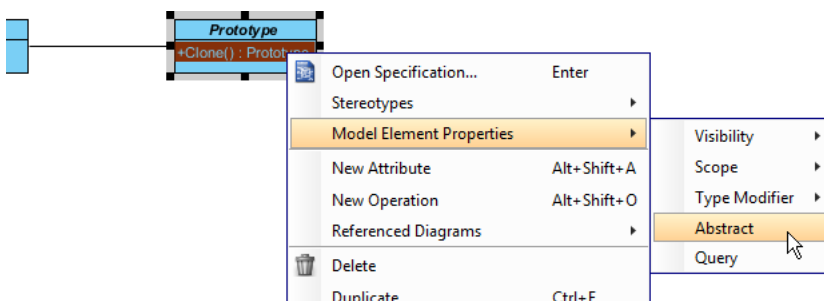 Prototype
+Clone() : Prototype
Open Specification... Enter
Stereotypes
Model Element Properties
New Attribute Alt+Shift+A
New Operation Alt+Shift+O
Referenced Diagrams
Delete
Duplicate Ctrl+E
Visibility
Scope
Type Modifier
Abstract
Query